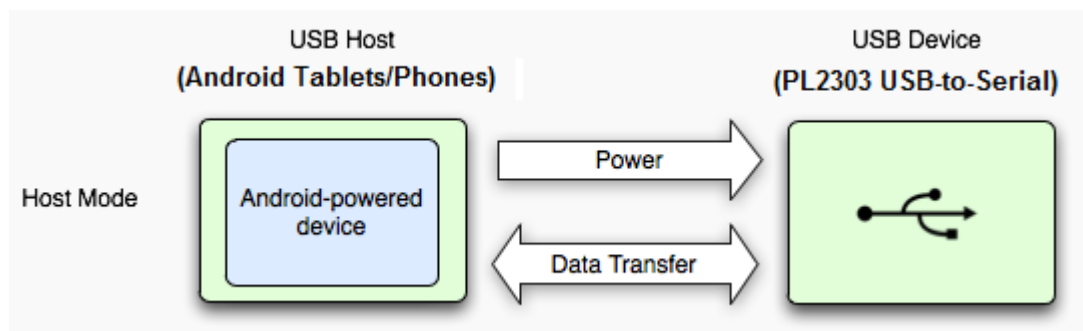 USB Host
(Android Tablets/Phones)
USB Device
(PL2303 USB-to-Serial)
Host Mode
Android-powered
device
Power
Data Transfer